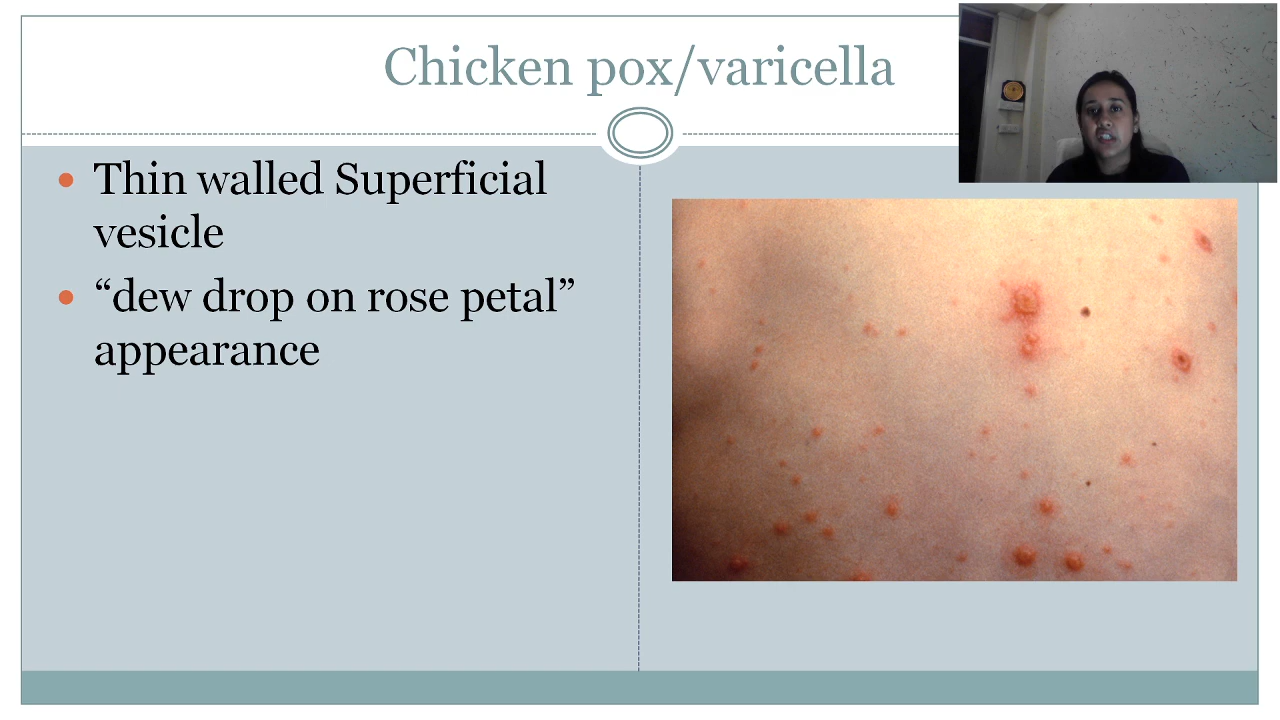 Chicken pox/varicella
Thin walled Superficial
vesicle
“dew drop on rose petal”
appearance